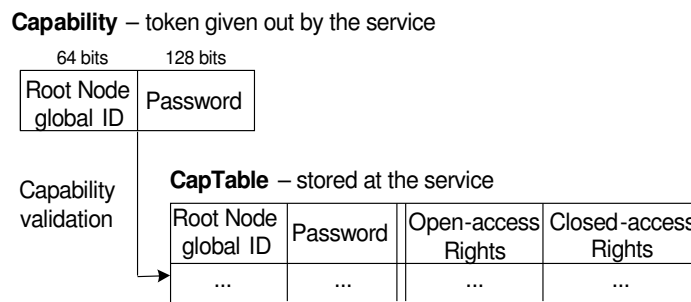 Capability – token given out by the service
64 bits 128 bits
Root Node
global ID
Password
Capability
validation
CapTable – stored at the service
Root Node
global ID
Password
Open-access
Rights
Closed-access
Rights
... ... ... ...